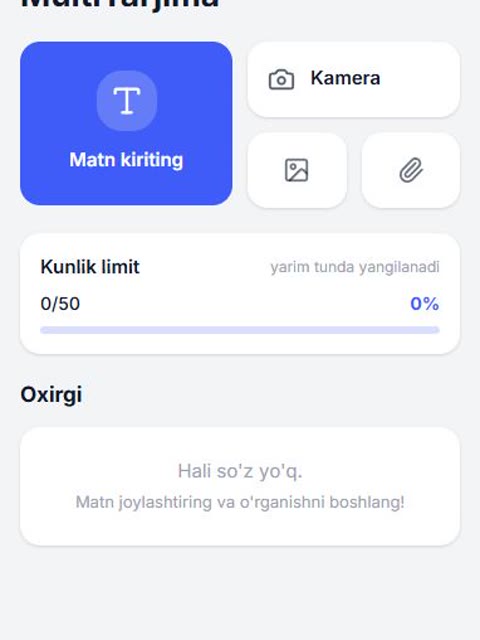 MultiTarjima
Matn kiriting
Kamera
Kunlik limit
yarim tunda yangilanadi
0/50
0%
Oxirgi
Hali so'z yo'q.
Matn joylashtiring va o'rganishni boshlang!